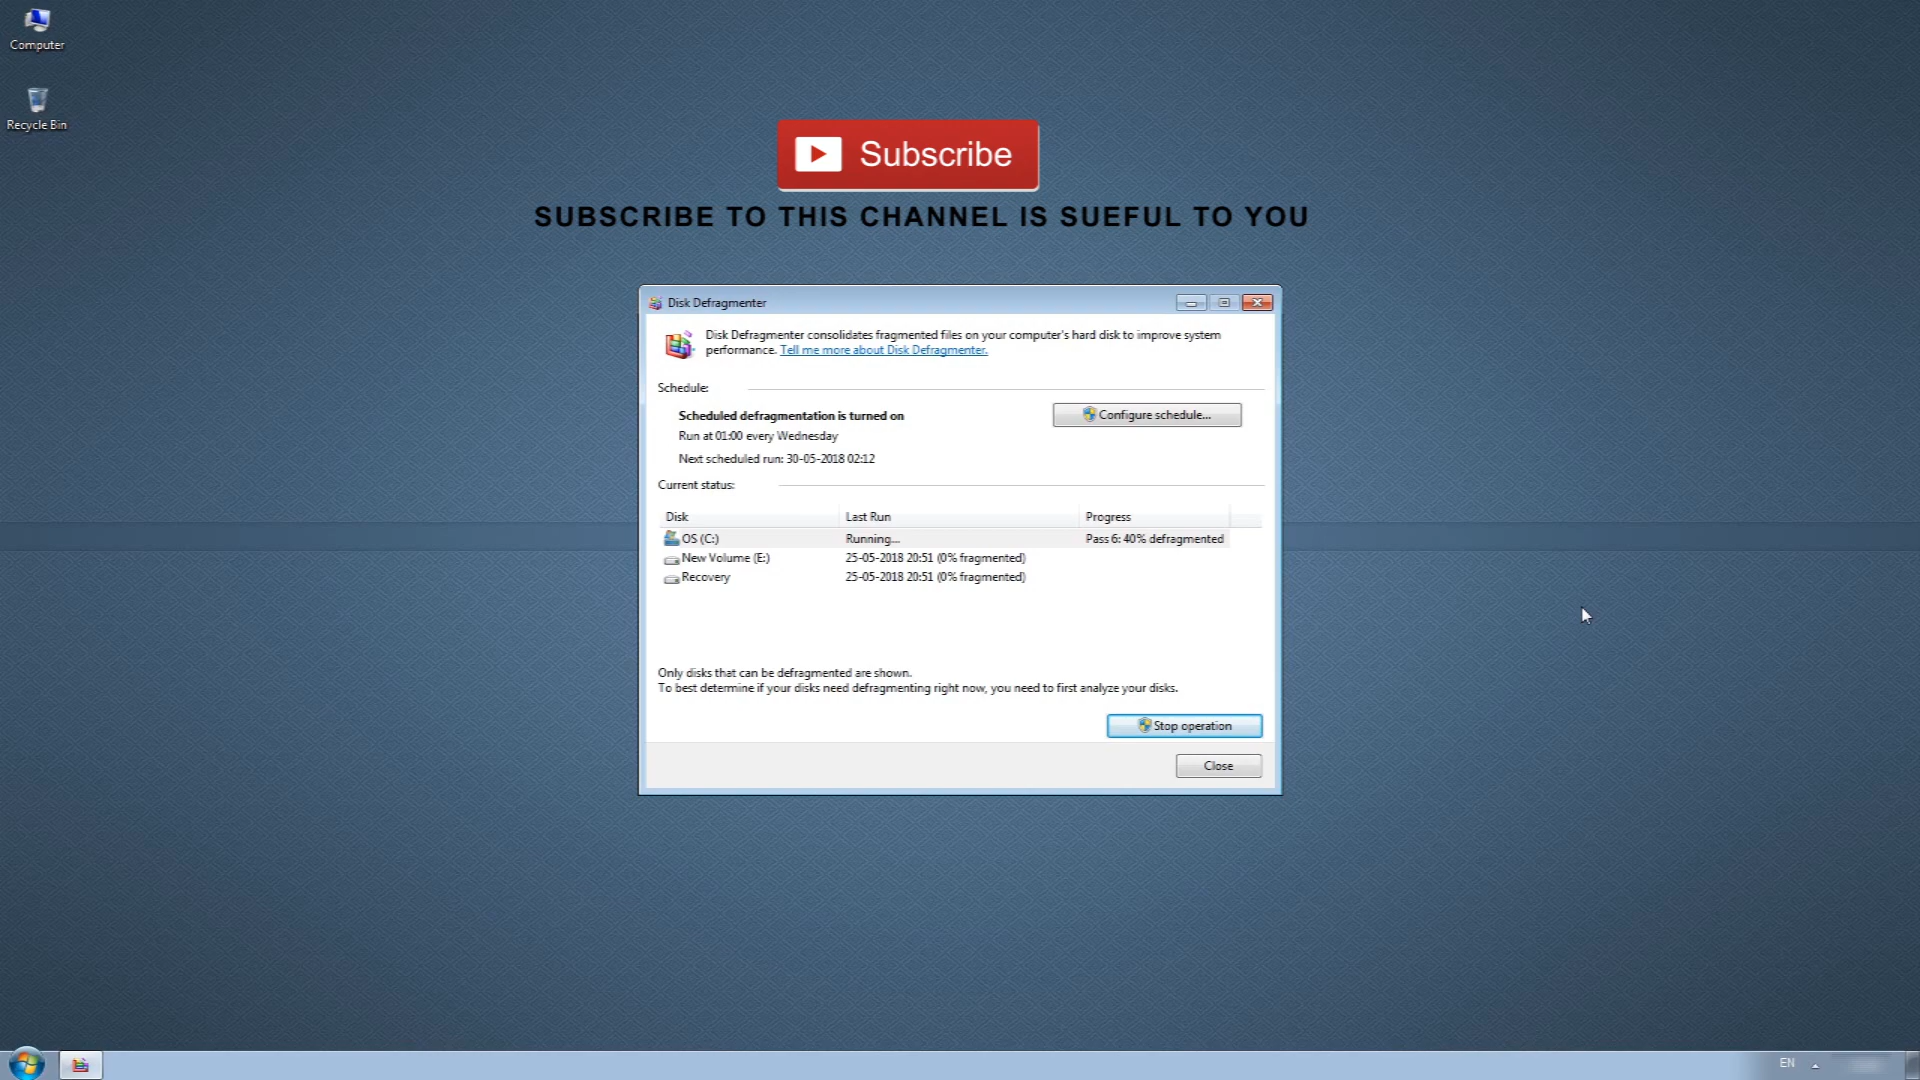 Computer
Recycle Bin
Subscribe
SUBSCRIBE TO THIS CHANNEL IS SUEFUL TO YOU
Disk Defragmenter
Disk Defragmenter consolidates fragmented files on your computer's hard disk to improve system
performance. Tell me more about Disk Defragmenter.
Schedule:
Scheduled defragmentation is turned on
Configure schedule...
Run at 01:00 every Wednesday
Next scheduled run: 30-05-2018 02:12
Current status:
Disk Last Run Progress
OS (C:) Running... Pass 6: 40% defragmented
New Volume (E:) 25-05-2018 20:51 (0% fragmented)
Recovery 25-05-2018 20:51 (0% fragmented)
Only disks that can be defragmented are shown.
To best determine if your disks need defragmenting right now, you need to first analyze your disks.
Stop operation
Close
EN